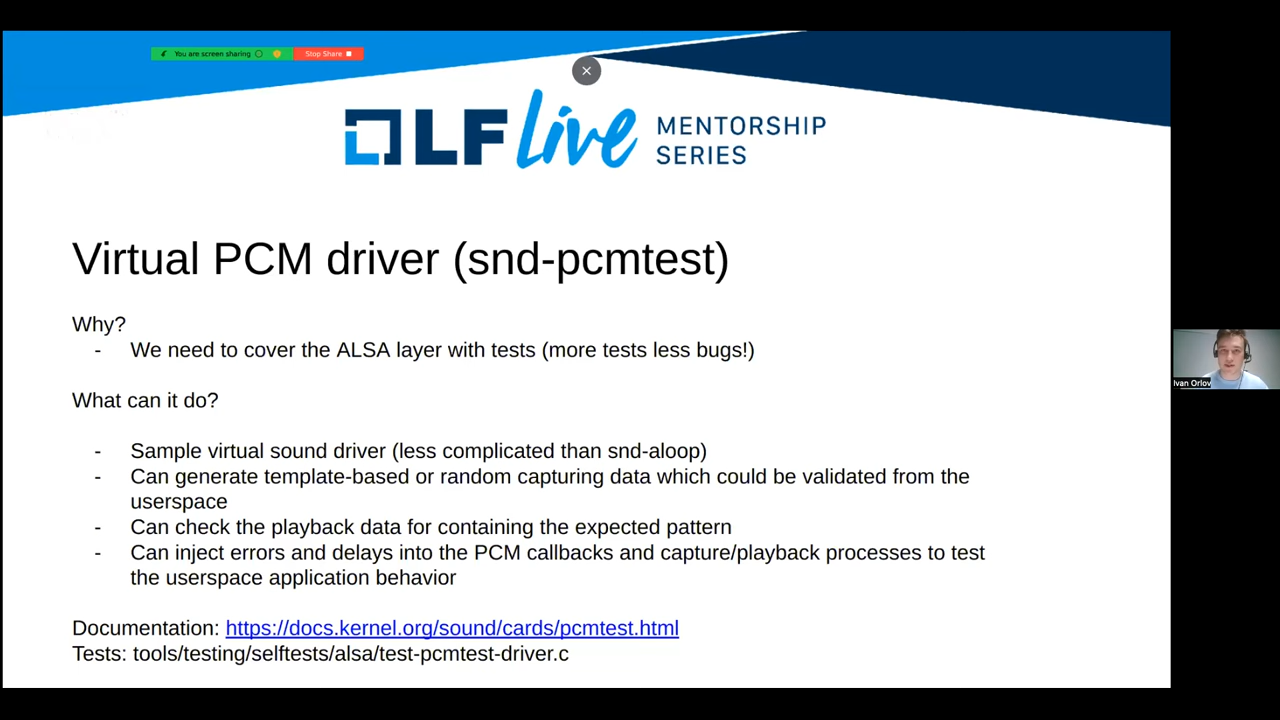 You are screen sharing
Stop Share
LF live MENTORSHIP
SERIES
Virtual PCM driver (snd-pcmtest)
Why?
- We need to cover the ALSA layer with tests (more tests less bugs!)
What can it do?
- Sample virtual sound driver (less complicated than snd-aloop)
- Can generate template-based or random capturing data which could be validated from the
userspace
- Can check the playback data for containing the expected pattern
- Can inject errors and delays into the PCM callbacks and capture/playback processes to test
the userspace application behavior
Documentation: https://docs.kernel.org/sound/cards/pcmtest.html
Tests: tools/testing/selftests/alsa/test-pcmtest-driver.c
Ivan Orlov